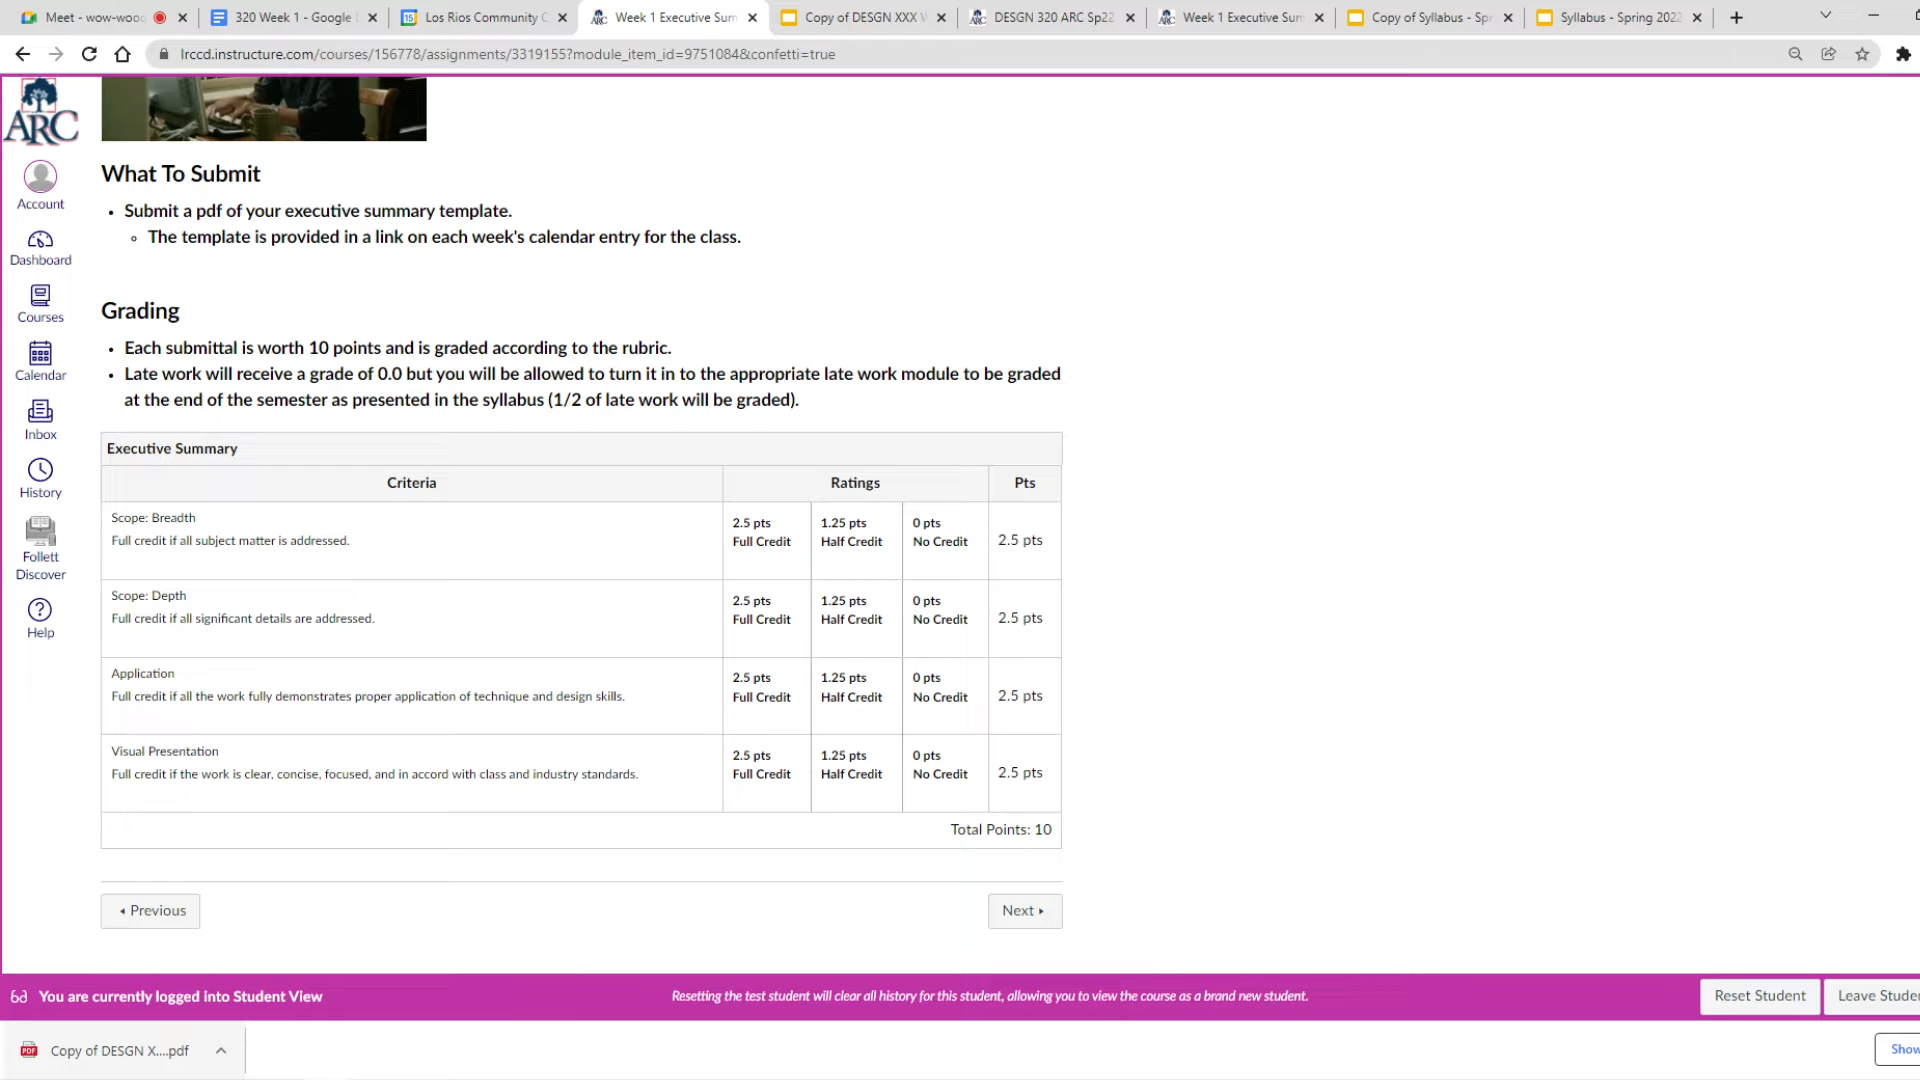 Meet - wow-wooc
320 Week 1 - Google
Los Rios Community C
Week 1 Executive Sum
Copy of DESGN XXX
DESGN 320 ARC Sp22
Week 1 Executive Sum
Copy of Syllabus - Spr
Syllabus - Spring 2022
lrccd.instructure.com/courses/156778/assignments/3319155?module_item_id=9751084&confetti=true
ARC
Account
Dashboard
Courses
Calendar
Inbox
History
Follett
Discover
Help
What To Submit
Submit a pdf of your executive summary template.
The template is provided in a link on each week's calendar entry for the class.
Grading
Each submittal is worth 10 points and is graded according to the rubric.
Late work will receive a grade of 0.0 but you will be allowed to turn it in to the appropriate late work module to be graded
at the end of the semester as presented in the syllabus (1/2 of late work will be graded).
Executive Summary
Criteria Ratings Pts
Scope: Breadth
Full credit if all subject matter is addressed.
2.5 pts
Full Credit
1.25 pts
Half Credit
0 pts
No Credit
2.5 pts
Scope: Depth
Full credit if all significant details are addressed.
2.5 pts
Full Credit
1.25 pts
Half Credit
0 pts
No Credit
2.5 pts
Application
Full credit if all the work fully demonstrates proper application of technique and design skills.
2.5 pts
Full Credit
1.25 pts
Half Credit
0 pts
No Credit
2.5 pts
Visual Presentation
Full credit if the work is clear, concise, focused, and in accord with class and industry standards.
2.5 pts
Full Credit
1.25 pts
Half Credit
0 pts
No Credit
2.5 pts
Total Points: 10
Previous
Next
You are currently logged into Student View
Resetting the test student will clear all history for this student, allowing you to view the course as a brand new student.
Reset Student
Leave Stude
PDF
Copy of DESGN X....pdf
Show